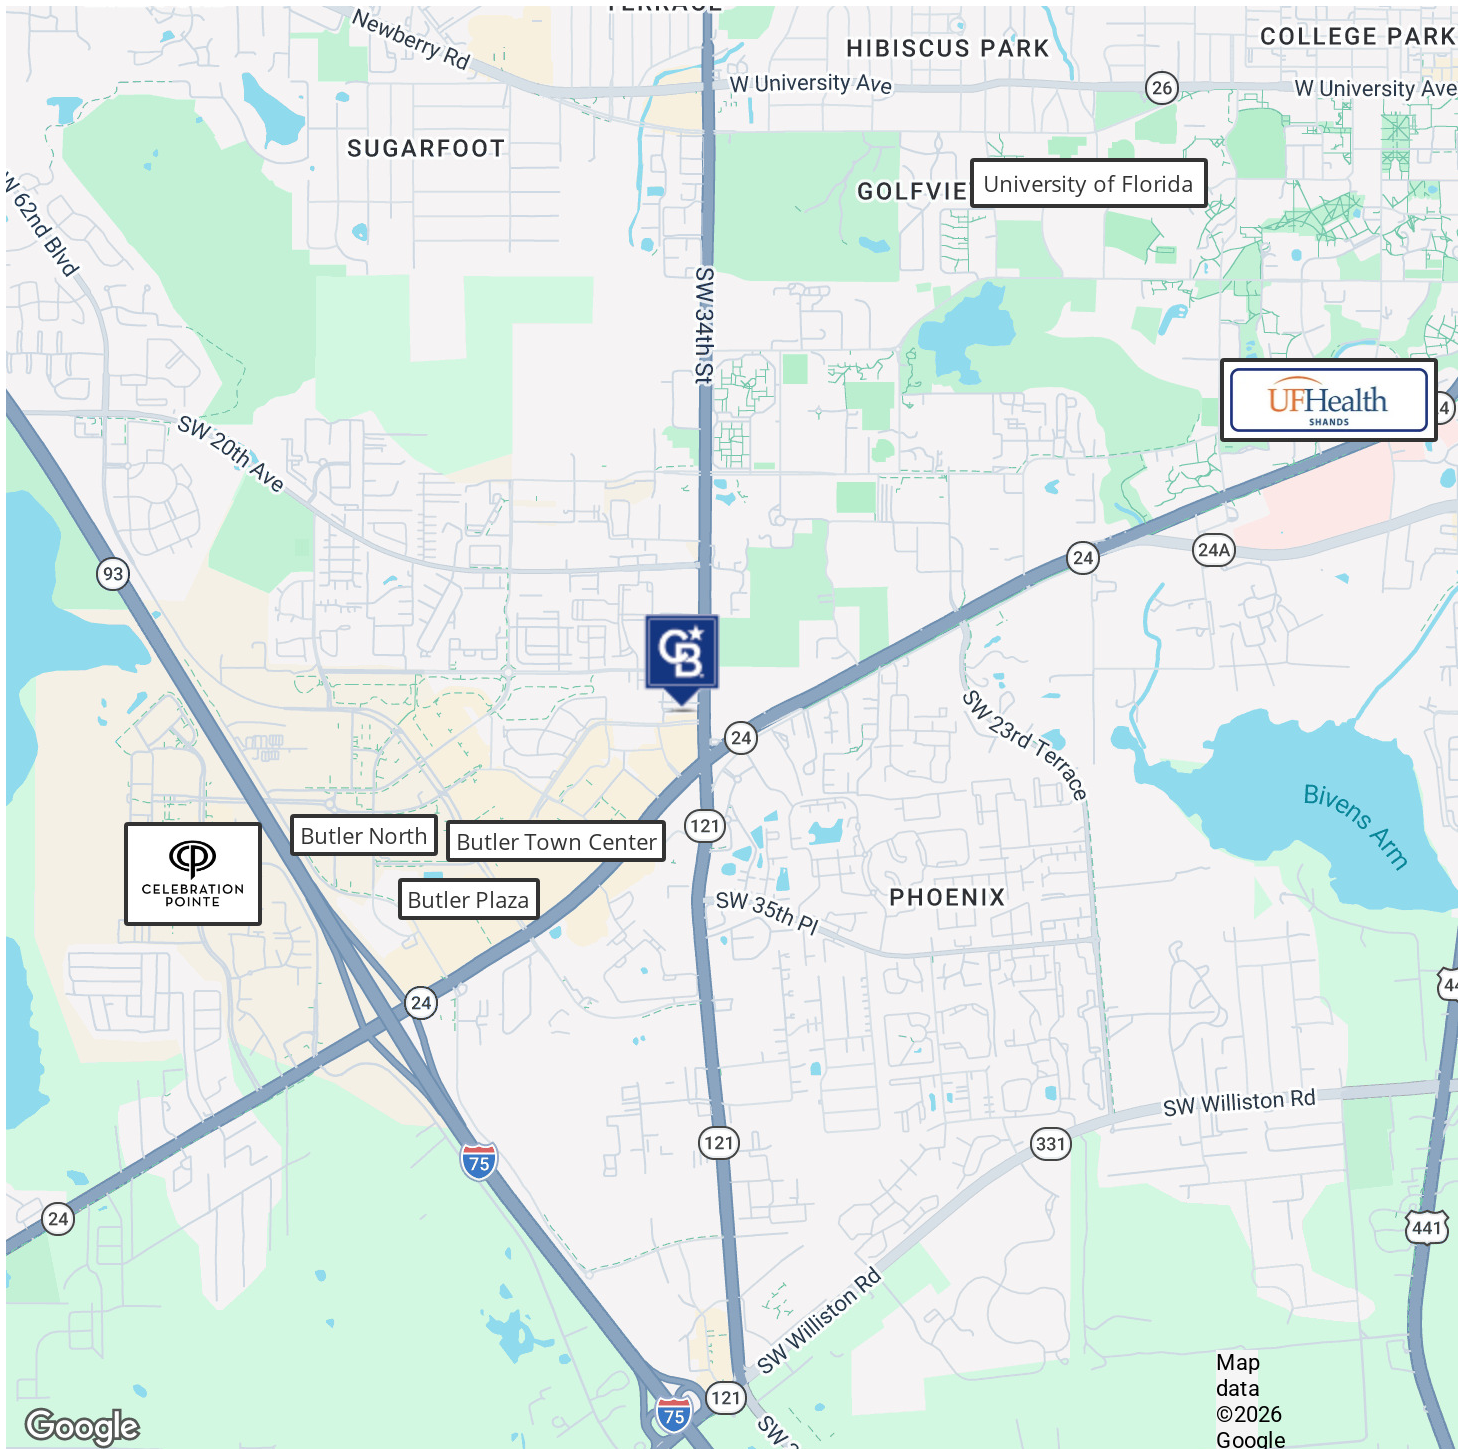 TERRACE
Newberry Rd
HIBISCUS PARK
COLLEGE PARK
W University Ave
26
W University Ave
SUGARFOOT
GOLFVIE
University of Florida
W 62nd Blvd
SW 34th St
UFHealth
SHANDS
4
SW 20th Ave
24A
24
93
CB
SW 23rd Terrace
24
Bivens Arm
121
Butler North
Butler Town Center
CELEBRATION
POINTE
Butler Plaza
PHOENIX
SW 35th Pl
44
24
SW Williston Rd
121
331
75
24
441
SW Williston Rd
Map
data
©2026
Google
121
75
Google